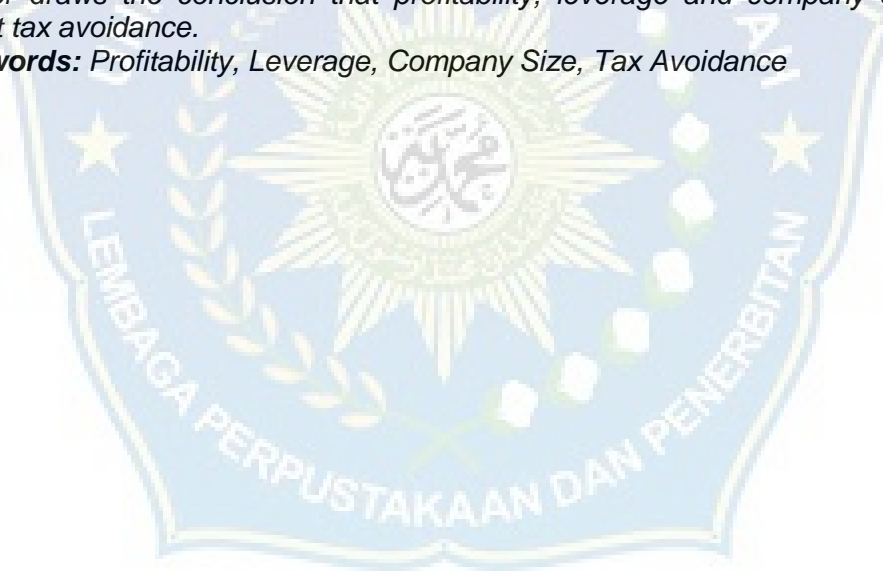 draws the conclusion that profitability, leverage and company
t tax avoidance.
words: Profitability, Leverage, Company Size, Tax Avoidance
LEMBAGA PERPUSTAKAAN DAN PENERBITAN